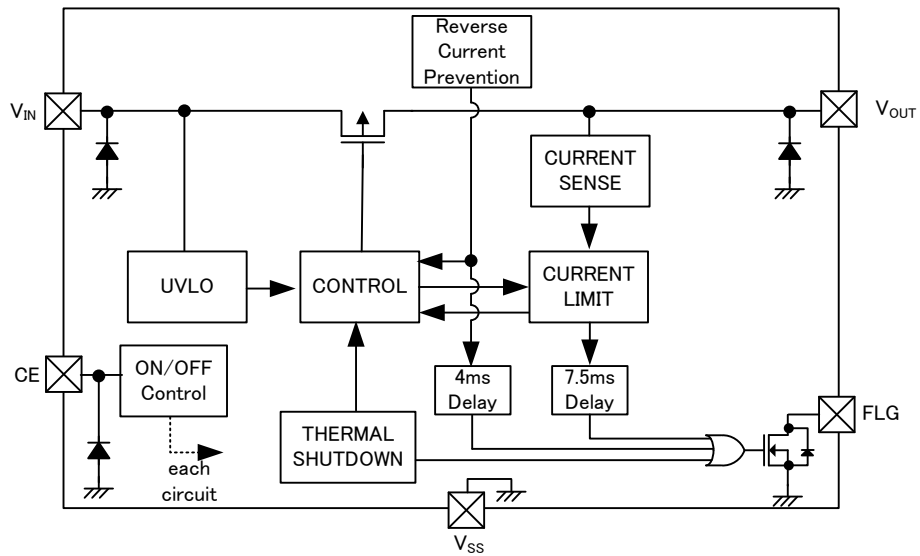 Reverse
Current
Prevention
VIN
VOUT
CURRENT
SENSE
UVLO
CONTROL
CURRENT
LIMIT
CE
ON/OFF
Control
4ms
Delay
7.5ms
Delay
FLG
each
circuit
THERMAL
SHUTDOWN
VSS